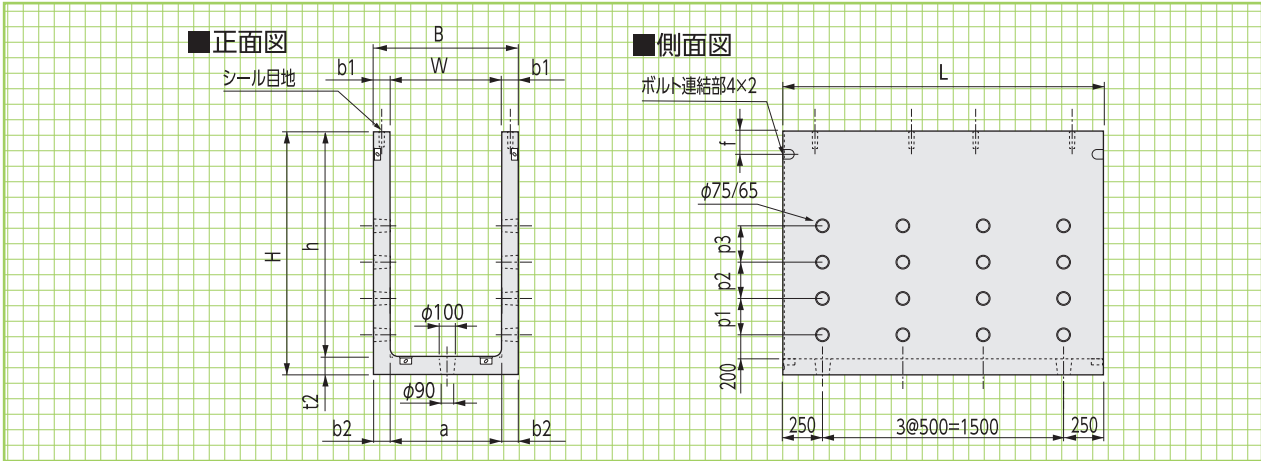 ■正面図
B
b1
W
b1
シール目地
H
h
φ100
φ90
t2
b2
a
b2
■側面図
L
ボルト連結部4×2
f
φ75/65
p3
p2
p1
200
250
3@500=1500
250